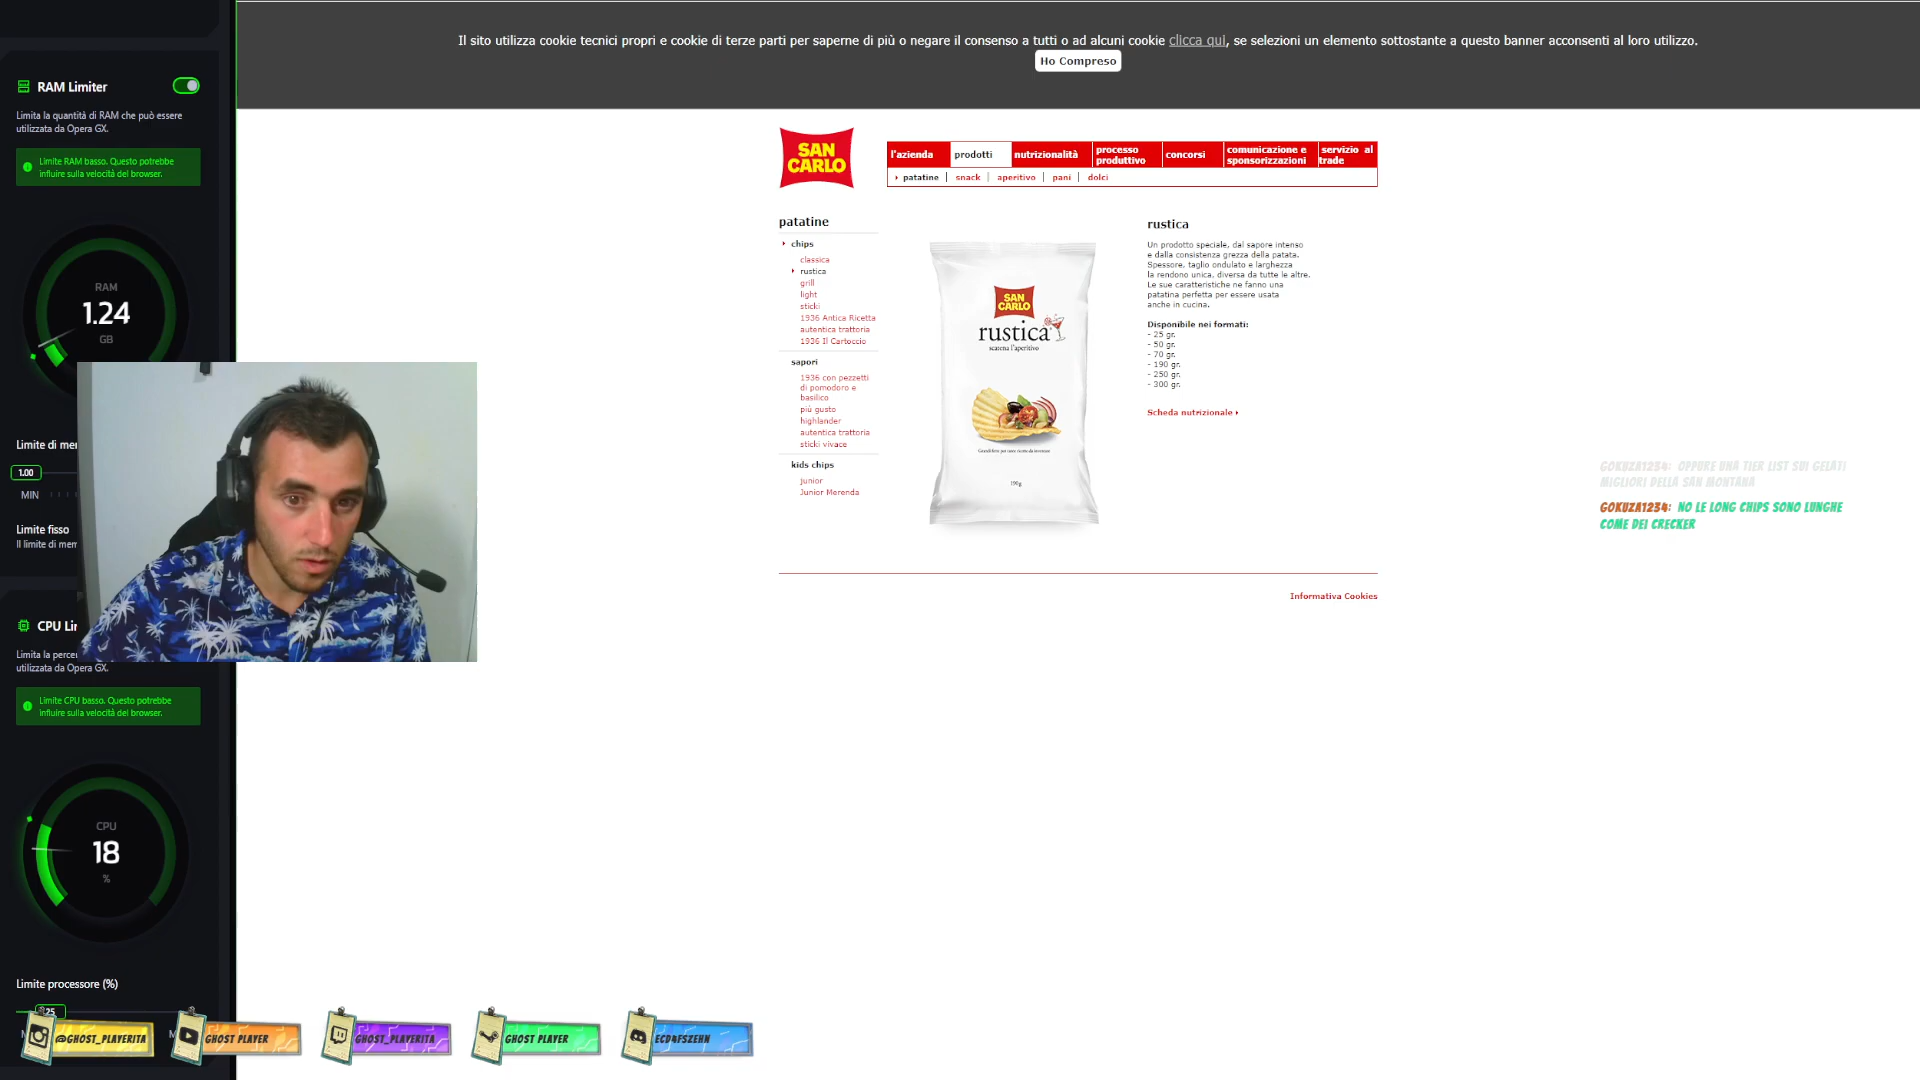 Il sito utilizza cookie tecnici propri e cookie di terze parti per saperne di più o negare il consenso a tutti o ad alcuni cookie clicca qui, se selezioni un elemento sottostante a questo banner acconsenti al loro utilizzo.
Ho Compreso
RAM Limiter
Limita la quantità di RAM che può essere
utilizzata da Opera GX.
Limite RAM basso. Questo potrebbe
influire sulla velocità del browser.
RAM
1.24
GB
1.00
MIN
Limite fisso
CPU
18
%
Limite CPU basso. Questo potrebbe
influire sulla velocità del browser.
utilizzata da Opera GX.
Limite processore (%)
25
SAN
CARLO
l'azienda
prodotti
nutrizionalità
processo
produttivo
concorsi
comunicazione e
sponsorizzazioni
servizio al
trade
patatine
snack
aperitivo
pani
dolci
patatine
chips
classica
rustica
grill
light
sticki
1936 Antica Ricetta
autentica trattoria
1936 Il Cartoccio
sapori
1936 con pezzetti
di pomodoro e
basilico
più gusto
highlander
autentica trattoria
sticki vivace
kids chips
junior
Junior Merenda
SAN
CARLO
rustica
scatena l'aperitivo
190g
rustica
Un prodotto speciale, dal sapore intenso
e dalla consistenza grezza della patata.
Spessore, taglio ondulato e larghezza
la rendono unica, diversa da tutte le altre.
Le sue caratteristiche ne fanno una
patatina perfetta per essere usata
anche in cucina.
Disponibile nei formati:
- 25 gr.
- 50 gr.
- 70 gr.
- 190 gr.
- 250 gr.
- 300 gr.
Scheda nutrizionale
Informativa Cookies
GOKUZA1234: OPPURE UNA TIER LIST SUI GELATI
MIGLIORI DELLA SAN MONTANA
GOKUZA1234: NO LE LONG CHIPS SONO LUNGHE
COME DEI CRECKER
@GHOST_PLAYERITA
GHOST PLAYER
GHOST_PLAYERITA
GHOST PLAYER
ECD4FSZEHN